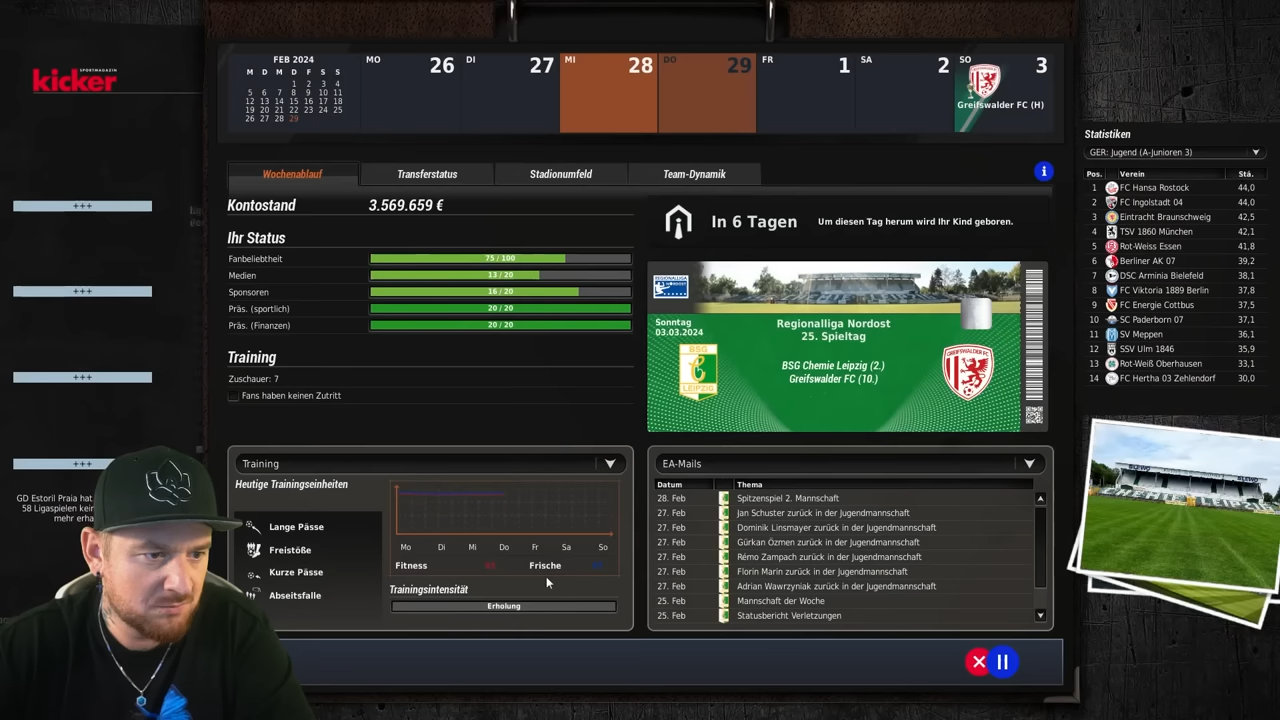 SPORTMAGAZIN
kicker
FEB 2024
M D M D F S S
1 2 3 4
5 6 7 8 9 10 11
12 13 14 15 16 17 18
19 20 21 22 23 24 25
26 27 28 29
MO 26
DI 27
MI 28
DO 29
FR 1
SA 2
SO 3
Greifswalder FC (H)
Wochenablauf
Transferstatus
Stadionumfeld
Team-Dynamik
i
Kontostand 3.569.659 €
Ihr Status
Fanbeliebtheit 75 / 100
Medien 13 / 20
Sponsoren 16 / 20
Präs. (sportlich) 20 / 20
Präs. (Finanzen) 20 / 20
Training
Zuschauer: 7
Fans haben keinen Zutritt
In 6 Tagen
Um diesen Tag herum wird Ihr Kind geboren.
REGIONALLIGA
NORDOST
Sonntag
03.03.2024
Regionalliga Nordost
25. Spieltag
BSG Chemie Leipzig (2.)
Greifswalder FC (10.)
BSG
LEIPZIG
GREIFSWALDER FC
Training
Heutige Trainingseinheiten
Lange Pässe
Freistöße
Kurze Pässe
Abseitsfalle
Mo Di Mi Do Fr Sa So
Fitness
Frische
Trainingsintensität
Erholung
EA-Mails
Datum Thema
28. Feb Spitzenspiel 2. Mannschaft
27. Feb Jan Schuster zurück in der Jugendmannschaft
27. Feb Dominik Linsmayer zurück in der Jugendmannschaft
27. Feb Gürkan Özmen zurück in der Jugendmannschaft
27. Feb Rémo Zampach zurück in der Jugendmannschaft
27. Feb Florin Marin zurück in der Jugendmannschaft
27. Feb Adrian Wawrzyniak zurück in der Jugendmannschaft
25. Feb Mannschaft der Woche
25. Feb Statusbericht Verletzungen
Statistiken
GER: Jugend (A-Junioren 3)
Pos. Verein Stä.
1 FC Hansa Rostock 44,0
2 FC Ingolstadt 04 44,0
3 Eintracht Braunschweig 42,5
4 TSV 1860 München 42,1
5 Rot-Weiss Essen 41,8
6 Berliner AK 07 39,2
7 DSC Arminia Bielefeld 38,1
8 FC Viktoria 1889 Berlin 37,8
9 FC Energie Cottbus 37,5
10 SC Paderborn 07 37,1
11 SV Meppen 36,1
12 SSV Ulm 1846 35,9
13 Rot-Weiß Oberhausen 33,1
14 FC Hertha 03 Zehlendorf 30,0
+++
+++
+++
+++
GD Estoril Praia hat
58 Ligaspielen kein
mehr erha